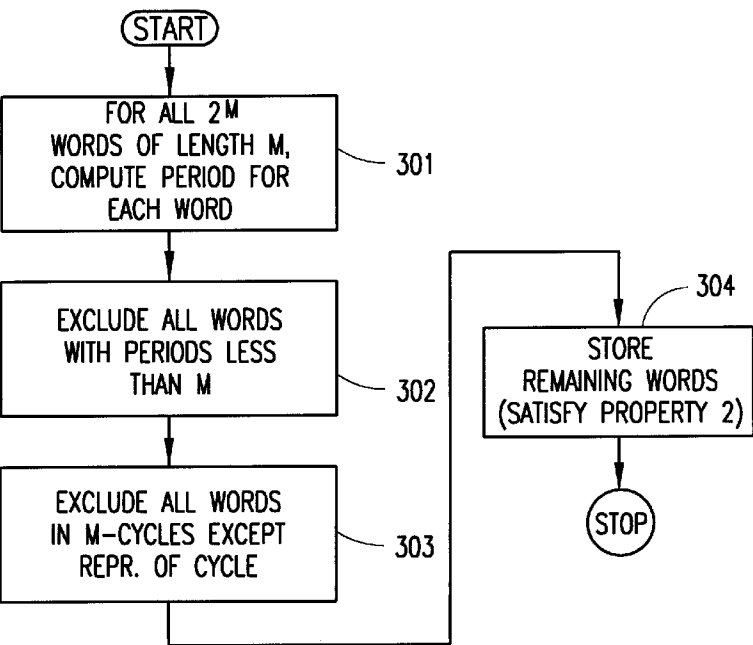 START
FOR ALL 2ᴹ
WORDS OF LENGTH M,
COMPUTE PERIOD FOR
EACH WORD
301
EXCLUDE ALL WORDS
WITH PERIODS LESS
THAN M
302
EXCLUDE ALL WORDS
IN M-CYCLES EXCEPT
REPR. OF CYCLE
303
304
STORE
REMAINING WORDS
(SATISFY PROPERTY 2)
STOP